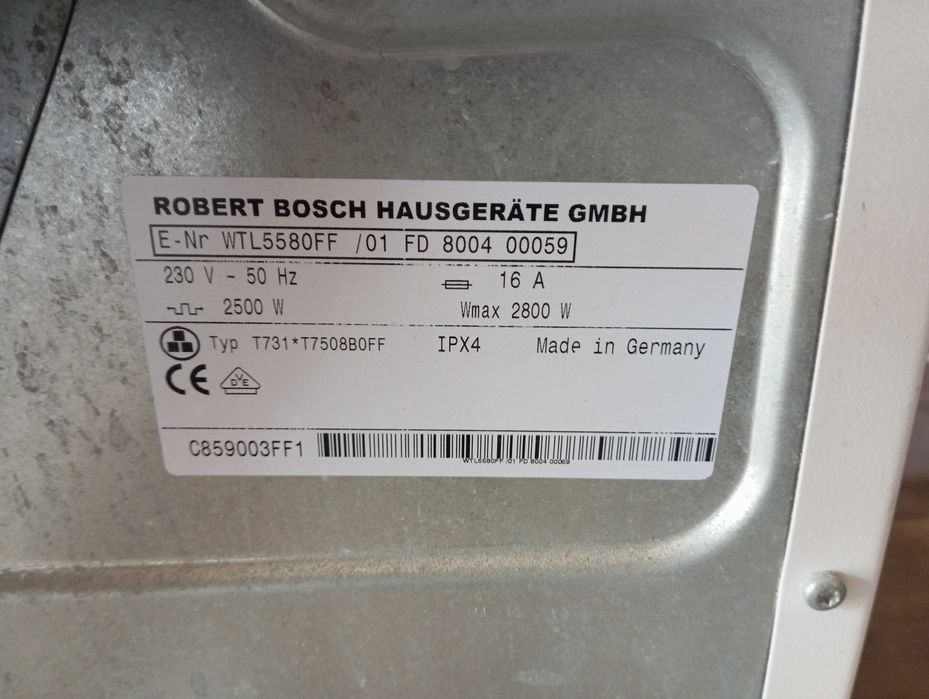 ROBERT BOSCH HAUSGERÄTE GMBH
E-Nr WTL5580FF /01 FD 8004 00059
230 V ~ 50 Hz 16 A
2500 W Wmax 2800 W
Typ T731*T7508B0FF IPX4 Made in Germany
CE DVE
C859003FF1
WTL5580FF /01 FD 8004 00059